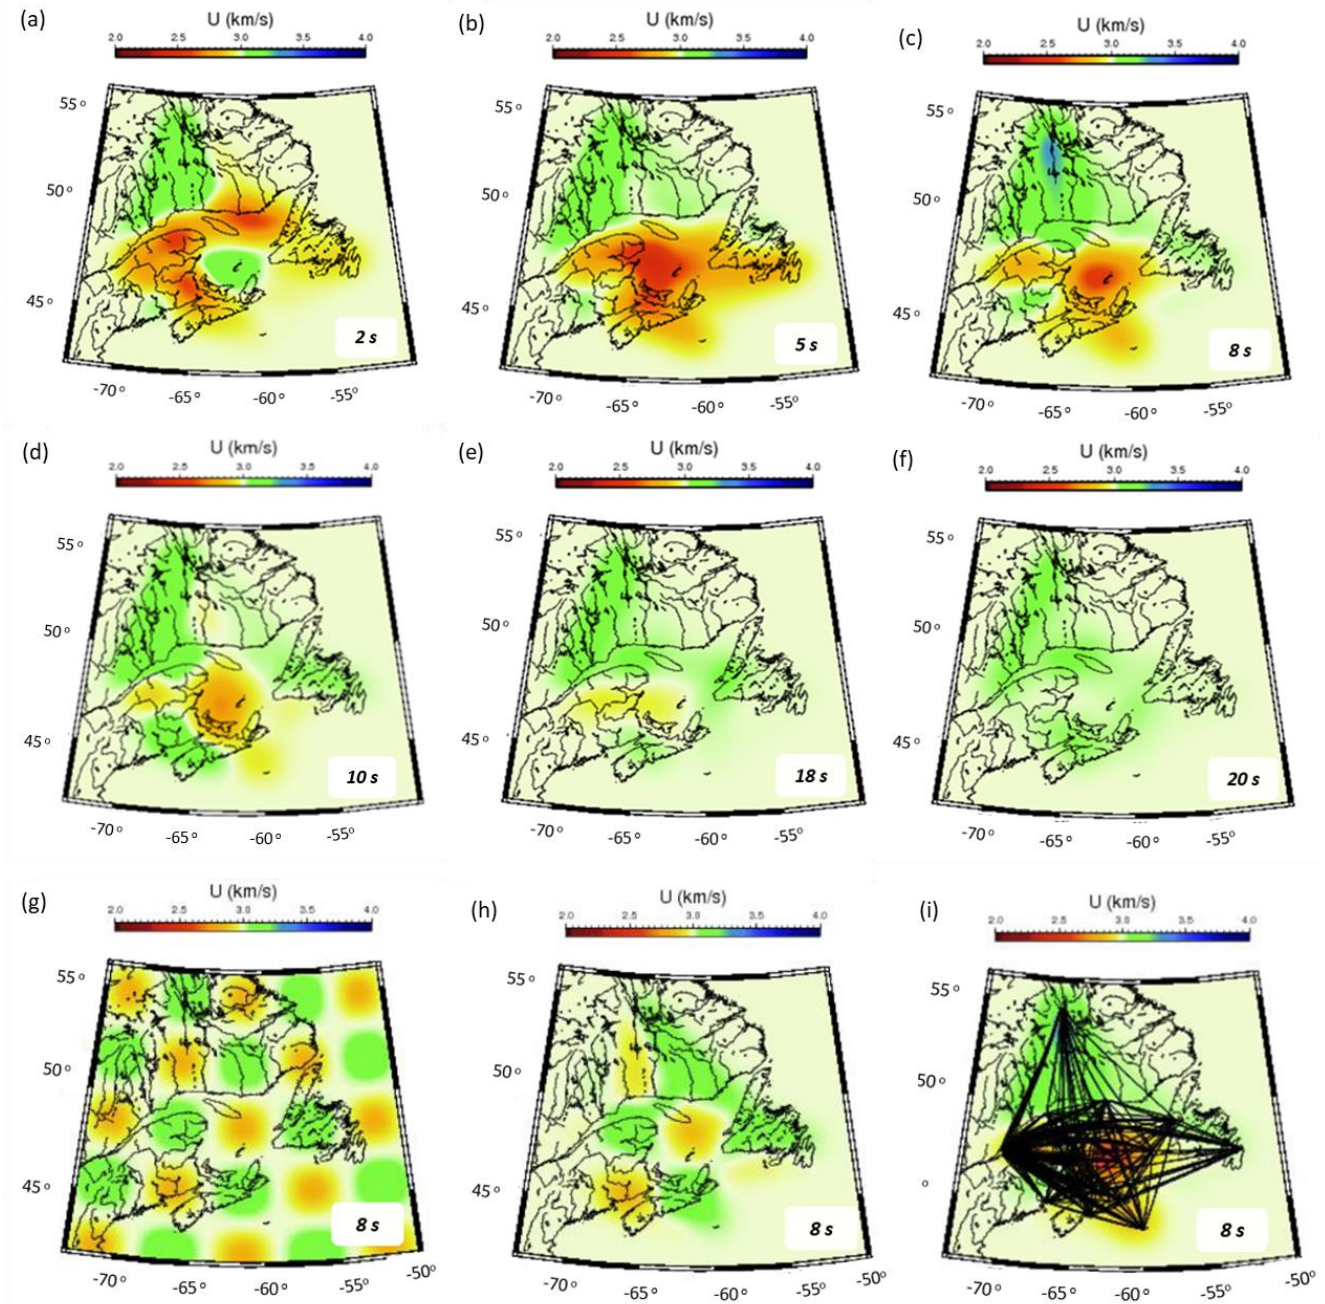 (a) U (km/s)
2.0 2.5 3.0 3.5 4.0
55°
50°
45°
2 s
-70° -65° -60° -55°
(b) U (km/s)
2.0 2.5 3.0 3.5 4.0
55°
50°
45°
5 s
-70° -65° -60° -55°
(c) U (km/s)
2.0 2.5 3.0 3.5 4.0
55°
50°
45°
8 s
-70° -65° -60° -55°
(d) U (km/s)
2.0 2.5 3.0 3.5 4.0
55°
50°
45°
10 s
-70° -65° -60° -55°
(e) U (km/s)
2.0 2.5 3.0 3.5 4.0
55°
50°
45°
18 s
-70° -65° -60° -55°
(f) U (km/s)
2.0 2.5 3.0 3.5 4.0
55°
50°
45°
20 s
-70° -65° -60° -55°
(g) U (km/s)
2.0 2.5 3.0 3.5 4.0
55°
50°
45°
8 s
-70° -65° -60° -55° -50°
(h) U (km/s)
2.0 2.5 3.0 3.5 4.0
55°
50°
45°
8 s
-70° -65° -60° -55° -50°
(i) U (km/s)
2.0 2.5 3.0 3.5 4.0
55°
50°
°
8 s
-70° -65° -60° -55° -50°